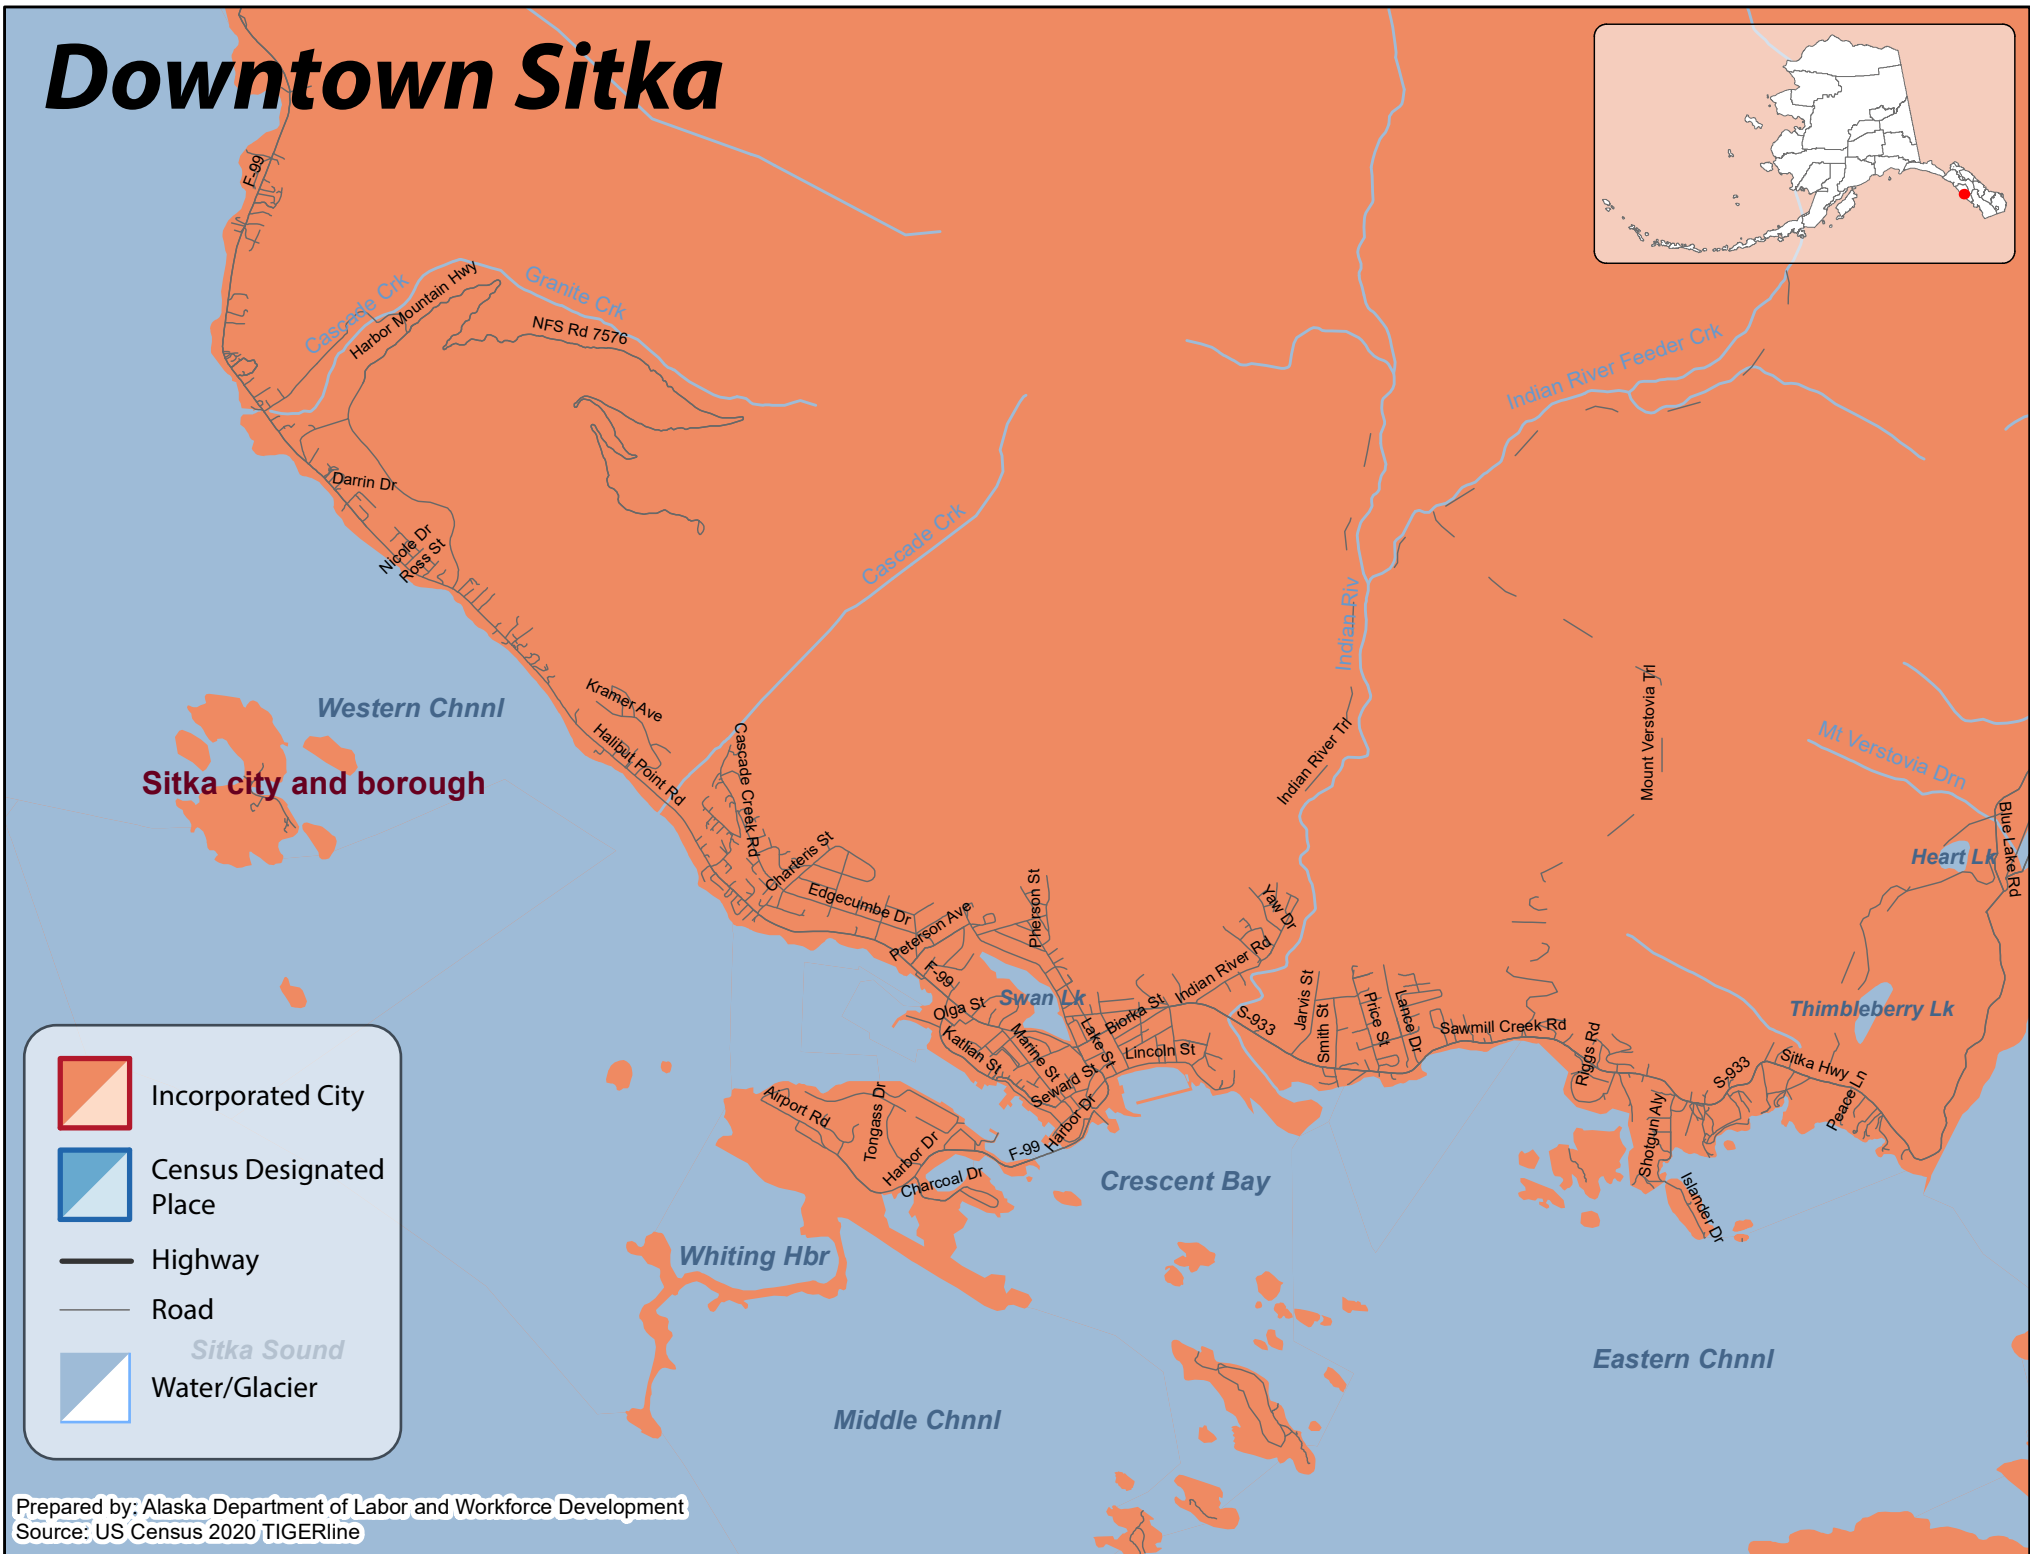 Downtown Sitka
F-99
Cascade Crk
Harbor Mountain Hwy
Granite Crk
NFS Rd 7576
Indian River Feeder Crk
Darrin Dr
Nicole Dr
Ross St
Cascade Crk
Indian Riv
Western Chnnl
Kramer Ave
Halibut Point Rd
Cascade Creek Rd
Indian River Trl
Mount Verstovia Trl
Mt Verstovia Drn
Sitka city and borough
Blue Lake Rd
Heart Lk
Charteris St
Edgecumbe Dr
Peterson Ave
Pherson St
Yaw Dr
Indian River Rd
F-99
Swan Lk
Olga St
Katlian St
Marine St
Lake St
Biorka St
Lincoln St
Seward St
Harbor Dr
S-933
Jarvis St
Smith St
Price St
Lance Dr
Sawmill Creek Rd
Riggs Rd
Thimbleberry Lk
S-933
Sitka Hwy
Peace Ln
Shotgun Aly
Islander Dr
Airport Rd
Tongass Dr
Harbor Dr
F-99
Charcoal Dr
Crescent Bay
Whiting Hbr
Eastern Chnnl
Middle Chnnl
Incorporated City
Census Designated
Place
Highway
Road
Sitka Sound
Water/Glacier
Prepared by: Alaska Department of Labor and Workforce Development
Source: US Census 2020 TIGERline